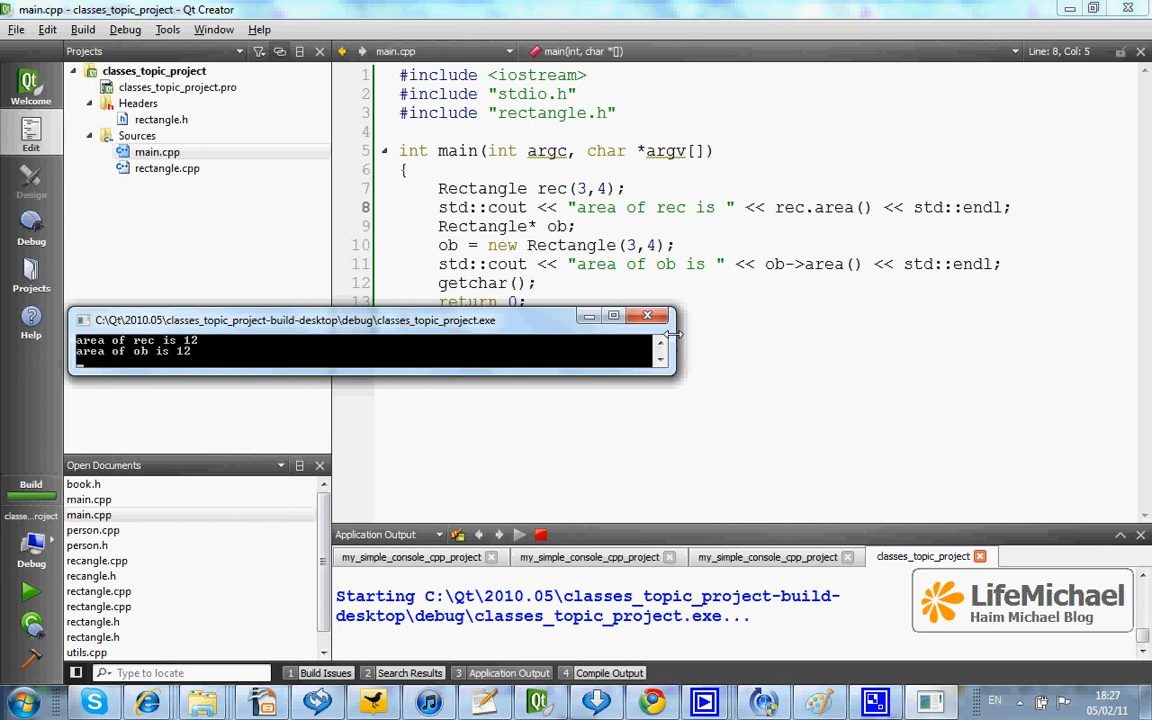 main.cpp - classes_topic_project - Qt Creator
File Edit Build Debug Tools Window Help
Projects
main.cpp
main(int, char *[])
Line: 8, Col: 5
Welcome
Edit
Design
Debug
Projects
Help
classes_topic_project
classes_topic_project.pro
Headers
rectangle.h
Sources
main.cpp
rectangle.cpp
1 #include <iostream>
2 #include "stdio.h"
3 #include "rectangle.h"
4
5 int main(int argc, char *argv[])
6 {
7 Rectangle rec(3,4);
8 std::cout << "area of rec is " << rec.area() << std::endl;
9 Rectangle* ob;
10 ob = new Rectangle(3,4);
11 std::cout << "area of ob is " << ob->area() << std::endl;
12 getchar();
13 return 0;
C:\Qt\2010.05\classes_topic_project-build-desktop\debug\classes_topic_project.exe
area of rec is 12
area of ob is 12
Open Documents
book.h
main.cpp
main.cpp
person.cpp
person.h
recangle.cpp
recangle.h
rectangle.cpp
rectangle.cpp
rectangle.h
rectangle.h
utils.cpp
Build
classe...roject
Debug
Application Output
my_simple_console_cpp_project
my_simple_console_cpp_project
my_simple_console_cpp_project
classes_topic_project
Starting C:\Qt\2010.05\classes_topic_project-build-
desktop\debug\classes_topic_project.exe...
LifeMichael
Haim Michael Blog
Type to locate
1 Build Issues
2 Search Results
3 Application Output
4 Compile Output
EN
18:27
05/02/11